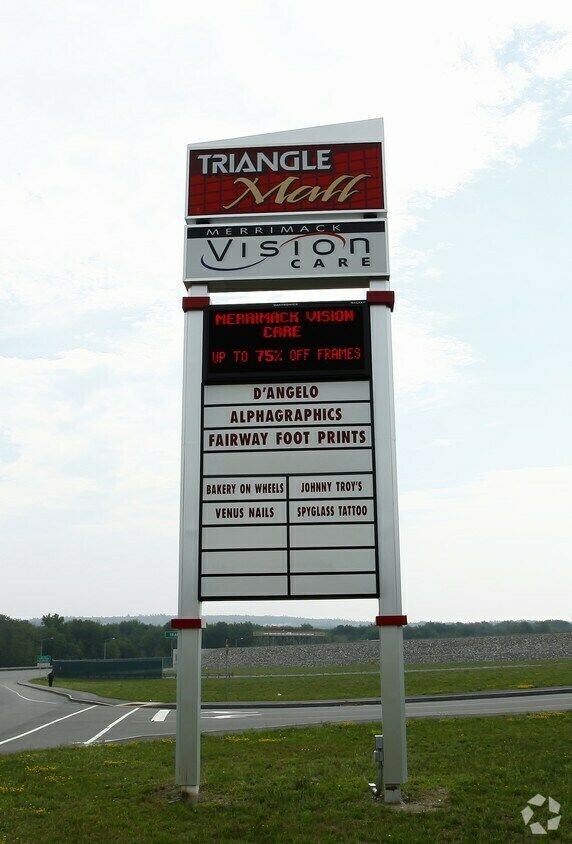 TRIANGLE
Mall
MERRIMACK
VISION
CARE
MERRIMACK VISION
CARE
UP TO 75% OFF FRAMES
D'ANGELO
ALPHAGRAPHICS
FAIRWAY FOOT PRINTS
BAKERY ON WHEELS JOHNNY TROY'S
VENUS NAILS SPYGLASS TATTOO